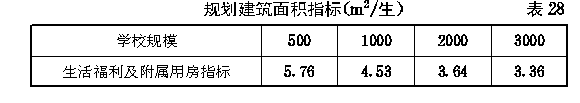 规划建筑面积指标(m²/生) 表28
学校规模 500 1000 2000 3000
生活福利及附属用房指标 5.76 4.53 3.64 3.36